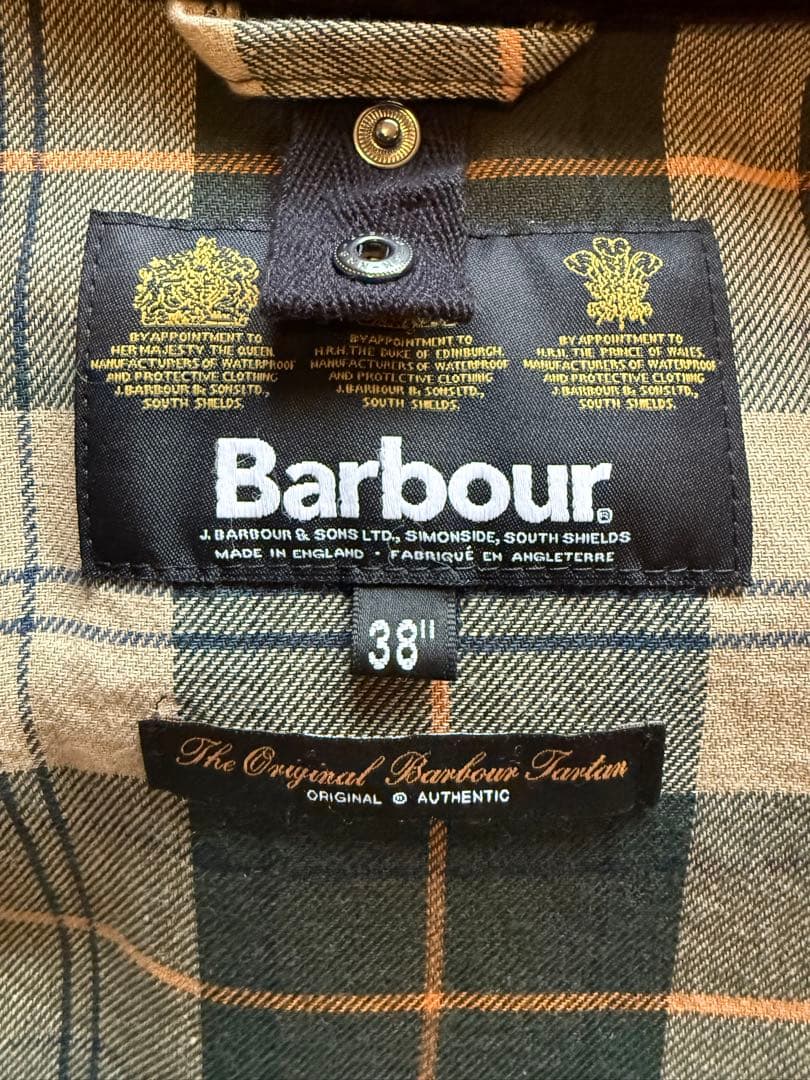 BY APPOINTMENT TO
HER MAJESTY THE QUEEN
MANUFACTURERS OF WATERPROOF
AND PROTECTIVE CLOTHING
J.BARBOUR & SONS LTD.,
SOUTH SHIELDS.
BY APPOINTMENT TO
H.R.H. THE DUKE OF EDINBURGH.
MANUFACTURERS OF WATERPROOF
AND PROTECTIVE CLOTHING
J.BARBOUR & SONS LTD.,
SOUTH SHIELDS.
BY APPOINTMENT TO
H.R.H. THE PRINCE OF WALES,
MANUFACTURERS OF WATERPROOF
AND PROTECTIVE CLOTHING
J.BARBOUR & SONS LTD.,
SOUTH SHIELDS.
Barbour®
J. BARBOUR & SONS LTD., SIMONSIDE, SOUTH SHIELDS
MADE IN ENGLAND · FABRIQUÉ EN ANGLETERRE
38"
The Original Barbour Tartan
ORIGINAL ® AUTHENTIC